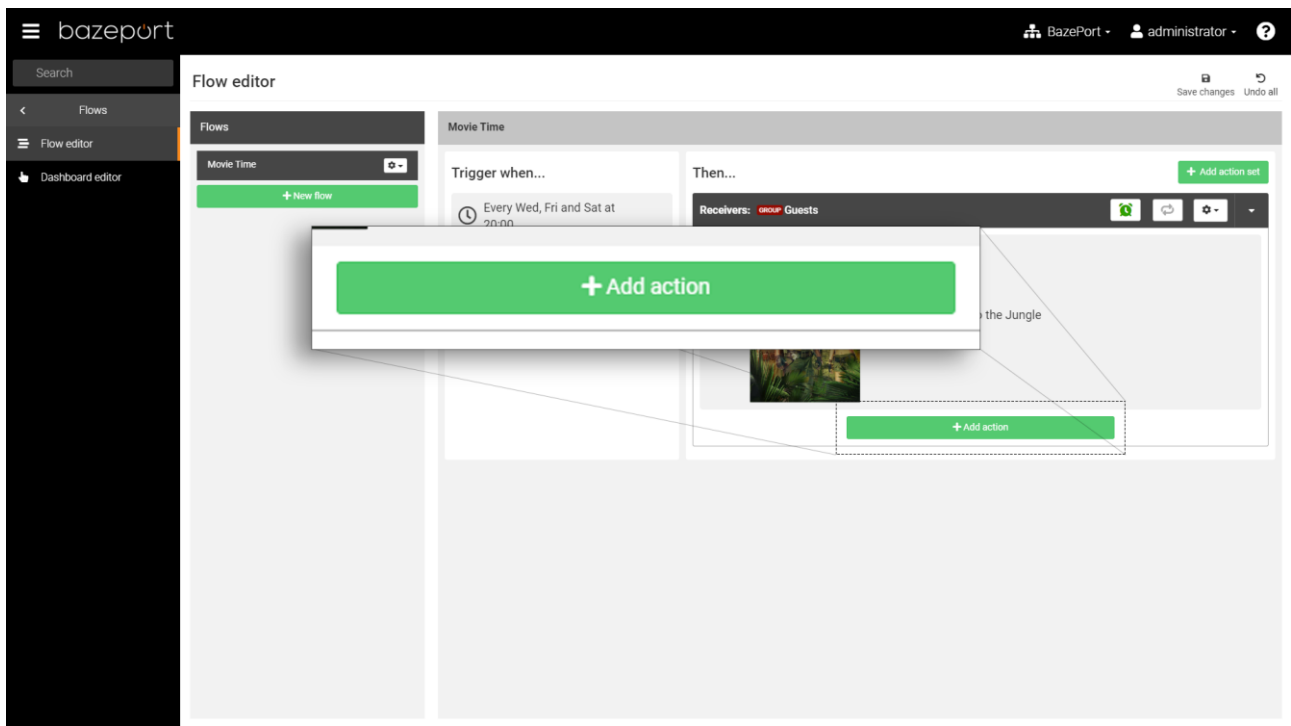 bazeport
BazePort
administrator
?
Search
Flow editor
Save changes
Undo all
Flows
Flow editor
Dashboard editor
Flows
Movie Time
+ New flow
Movie Time
Trigger when...
Every Wed, Fri and Sat at
20:00
Then...
+ Add action set
Receivers: GROUP Guests
+ Add action
the Jungle
+ Add action